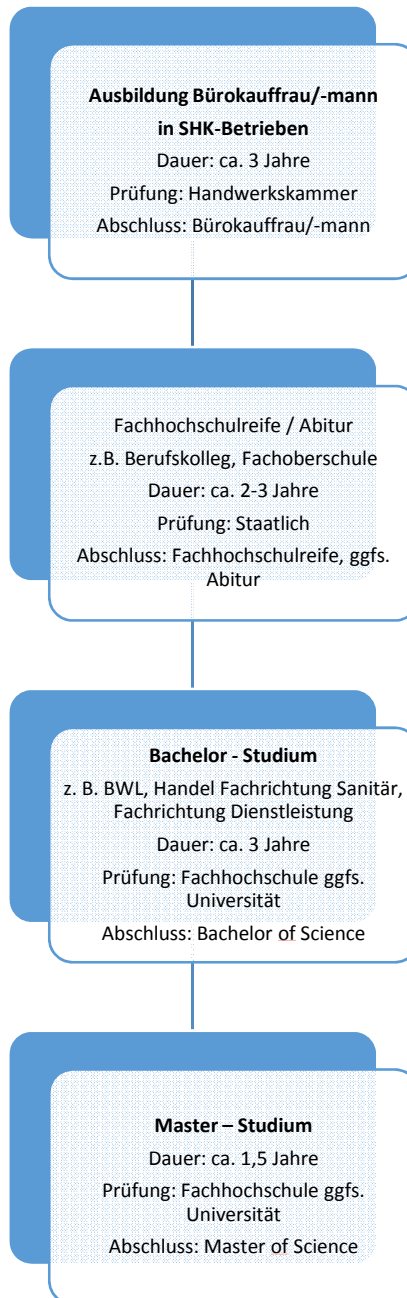 Ausbildung Bürokauffrau/-mann
in SHK-Betrieben
Dauer: ca. 3 Jahre
Prüfung: Handwerkskammer
Abschluss: Bürokauffrau/-mann
Fachhochschulreife / Abitur
z.B. Berufskolleg, Fachoberschule
Dauer: ca. 2-3 Jahre
Prüfung: Staatlich
Abschluss: Fachhochschulreife, ggfs.
Abitur
Bachelor - Studium
z. B. BWL, Handel Fachrichtung Sanitär,
Fachrichtung Dienstleistung
Dauer: ca. 3 Jahre
Prüfung: Fachhochschule ggfs.
Universität
Abschluss: Bachelor of Science
Master – Studium
Dauer: ca. 1,5 Jahre
Prüfung: Fachhochschule ggfs.
Universität
Abschluss: Master of Science